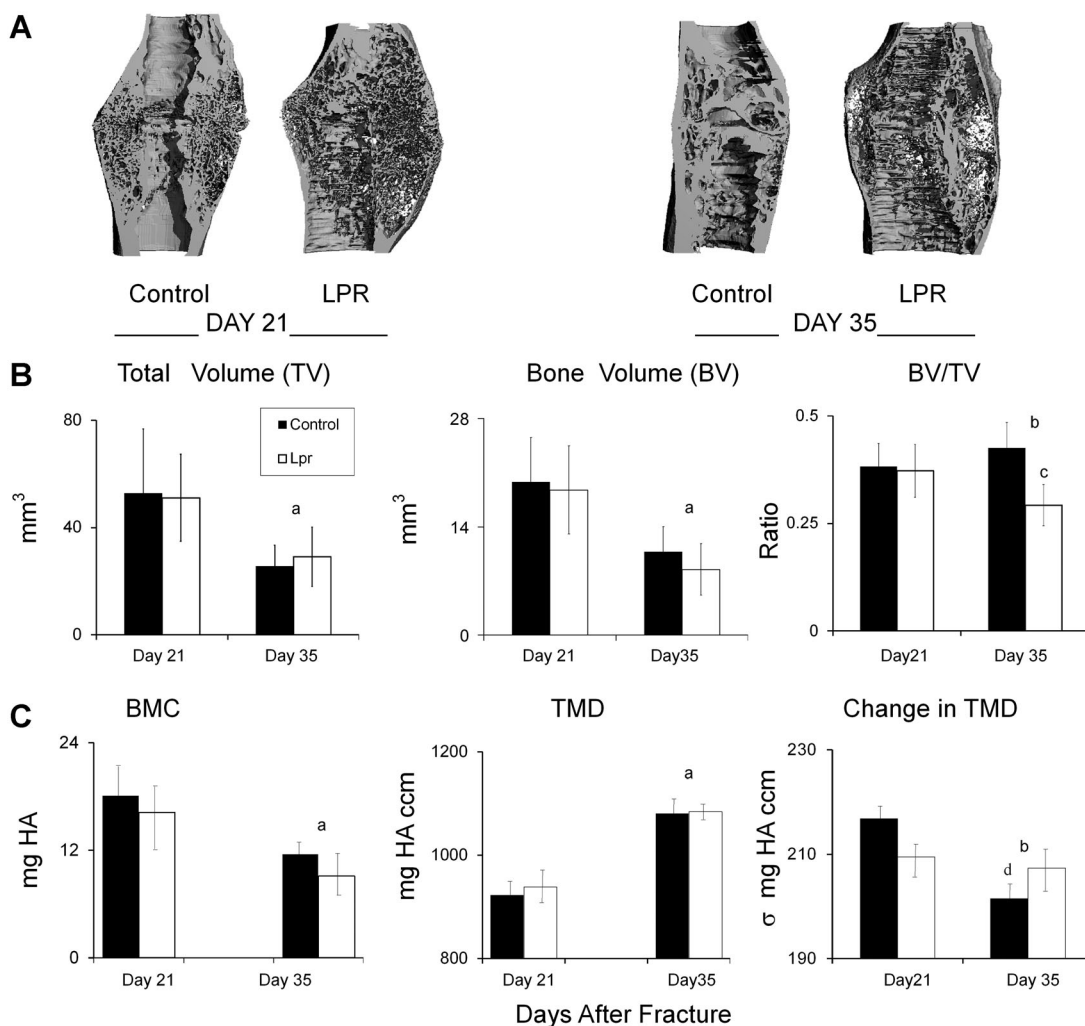 A
Control LPR Control LPR
DAY 21 DAY 35
B
Total Volume (TV) Bone Volume (BV) BV/TV
80
40
0
mm3
Control
Lpr
a
Day 21 Day 35
28
14
0
mm3
a
Day 21 Day35
0.5
0.25
0
Ratio
b
c
Day21 Day 35
C
BMC TMD Change in TMD
24
12
0
mg HA
a
Day 21 Day 35
1200
1000
800
mg HA ccm
a
Day 21 Day35
230
210
190
σ mg HA ccm
d
b
Day21 Day 35
Days After Fracture